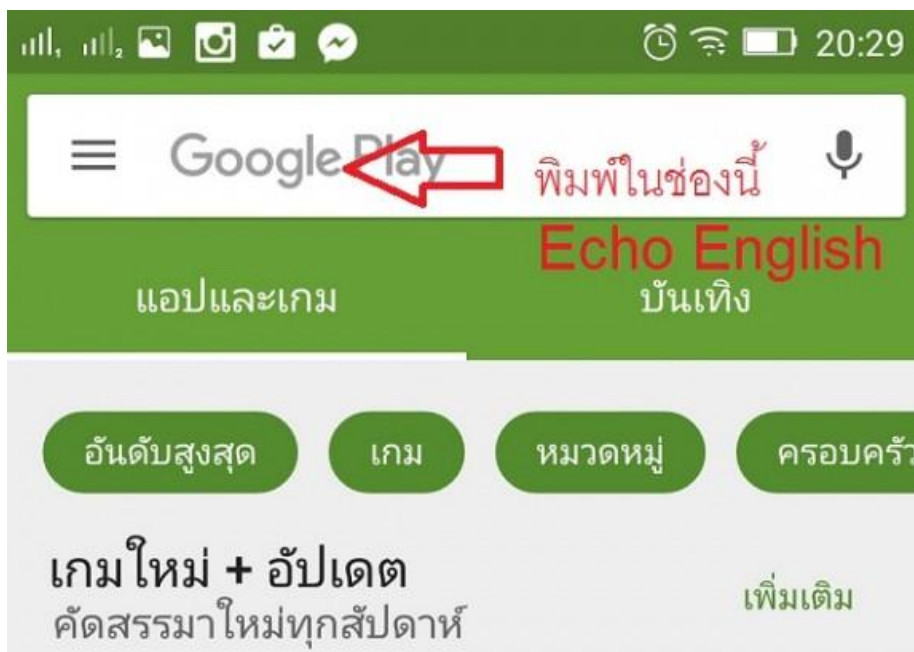 20:29
Google Play
พิมพ์ในช่องนี้
Echo English
แอปและเกม
บันเทิง
อันดับสูงสุด
เกม
หมวดหมู่
ครอบครัว
เกมใหม่ + อัปเดต
เพิ่มเติม
คัดสรรมาใหม่ทุกสัปดาห์